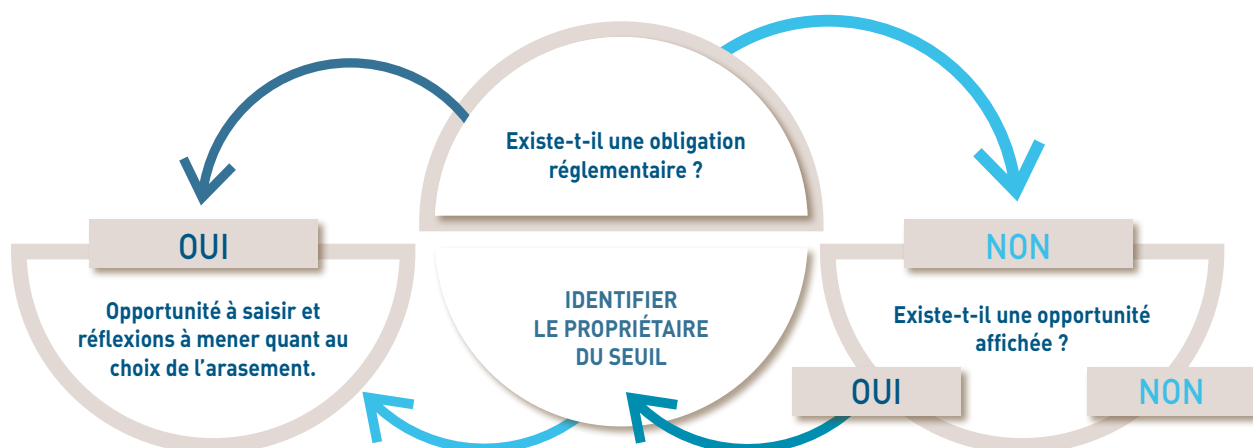 Existe-t-il une obligation
réglementaire ?
OUI
Opportunité à saisir et
réflexions à mener quant au
choix de l’arasement.
IDENTIFIER
LE PROPRIÉTAIRE
DU SEUIL
NON
Existe-t-il une opportunité
affichée ?
OUI
NON